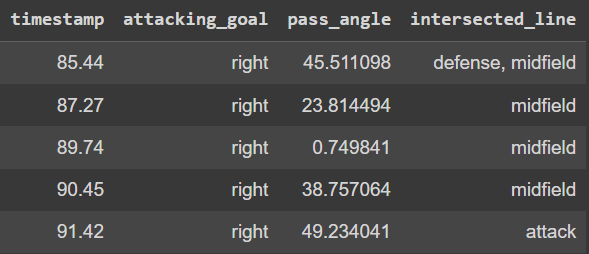 timestamp attacking_goal pass_angle intersected_line
85.44 right 45.511098 defense, midfield
87.27 right 23.814494 midfield
89.74 right 0.749841 midfield
90.45 right 38.757064 midfield
91.42 right 49.234041 attack